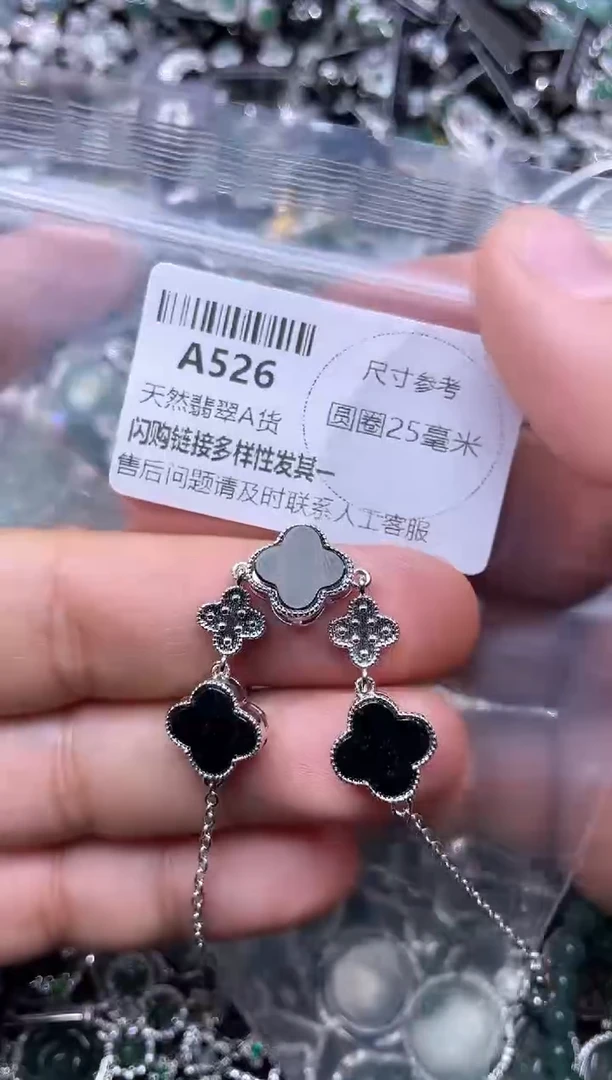 A526
天然翡翠A货
闪购链接多样性发其一
售后问题请及时联系人工客服
尺寸参考
圆圈25毫米